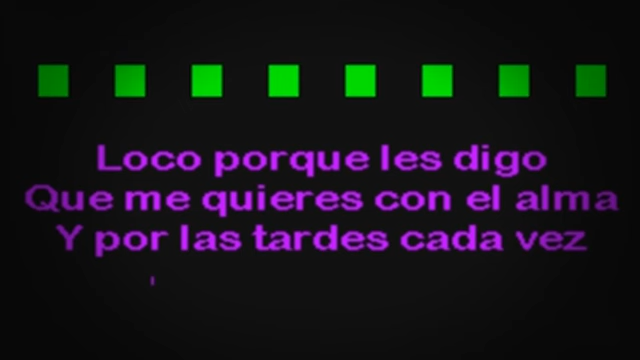 Loco porque les digo
Que me quieres con el alma
Y por las tardes cada vez